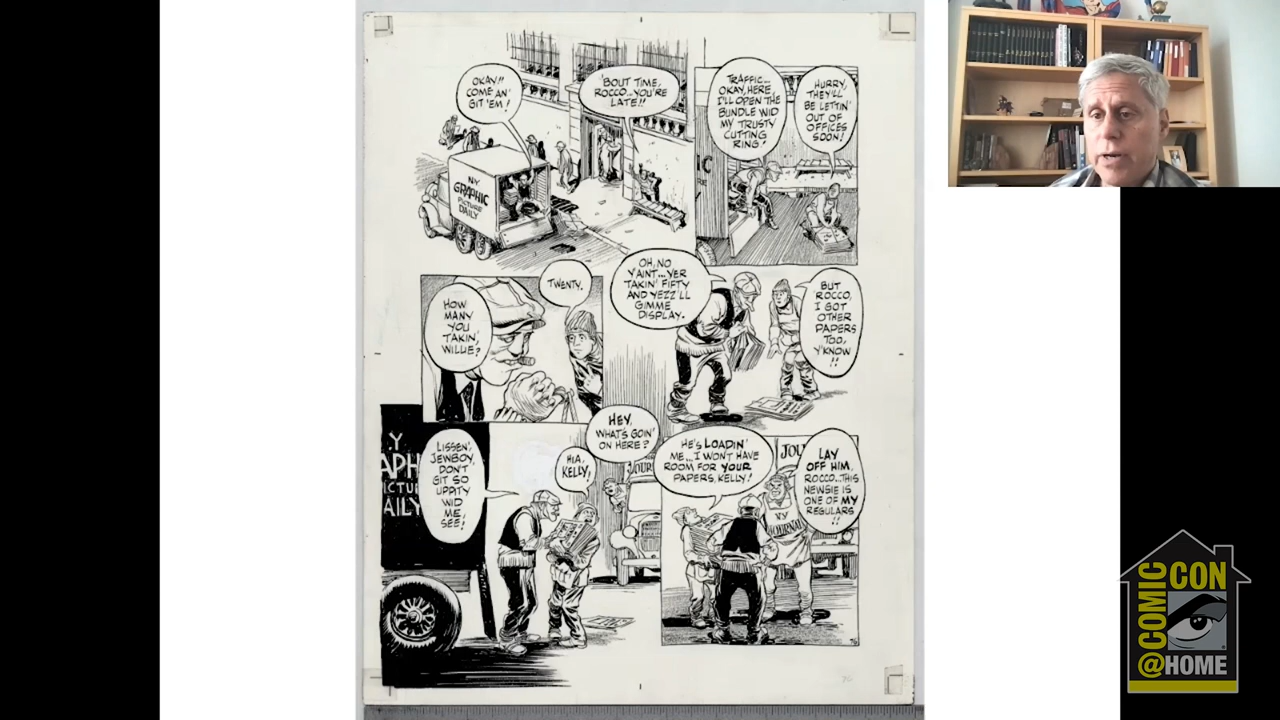 OKAY!!
COME AN'
GIT 'EM!
'BOUT TIME,
ROCCO...YOU'RE
LATE!!
NY
GRAPHIC
PICTURE
DAILY
TRAFFIC...
OKAY, HERE,
I'LL OPEN THE
BUNDLE WID
MY TRUSTY
CUTTING
RING!
HURRY,
THEY'LL
BE LETTIN'
OUT OF
OFFICES
SOON!
IC
HOW
MANY
YOU
TAKIN',
WILLIE?
TWENTY.
OH, NO
Y'AINT...YER
TAKIN' FIFTY
AND YEZZ'LL
GIMME
DISPLAY.
BUT
ROCCO,
I GOT
OTHER
PAPERS
TOO,
Y'KNOW
!!
.Y.
APH
PICTU
AILY
LISSEN',
JEWBOY,
DON'T
GIT SO
UPPITY
WID
ME,
SEE!
HIA,
KELLY!
HEY,
WHAT'S GOIN'
ON HERE?
JOUR
HE'S LOADIN'
ME...I WON'T HAVE
ROOM FOR YOUR
PAPERS, KELLY!
JOU
LAY
OFF HIM,
ROCCO...THIS
NEWSIE IS
ONE OF MY
REGULARS
!!
N.Y.
JOURNAL
@COMIC
CON
@HOME